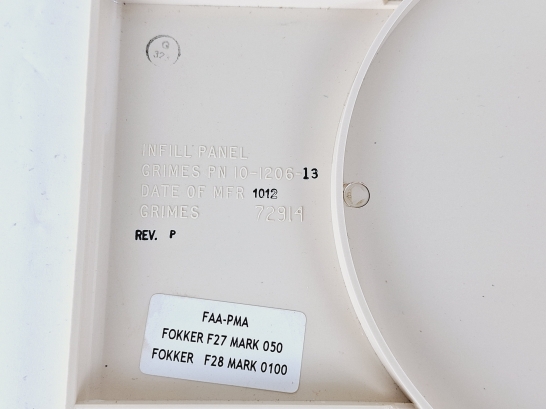 Q
INFILL PANEL
GRIMES PN 10-1206-13
DATE OF MFR 1012
GRIMES 72914
REV. P
FAA-PMA
FOKKER F27 MARK 050
FOKKER F28 MARK 0100